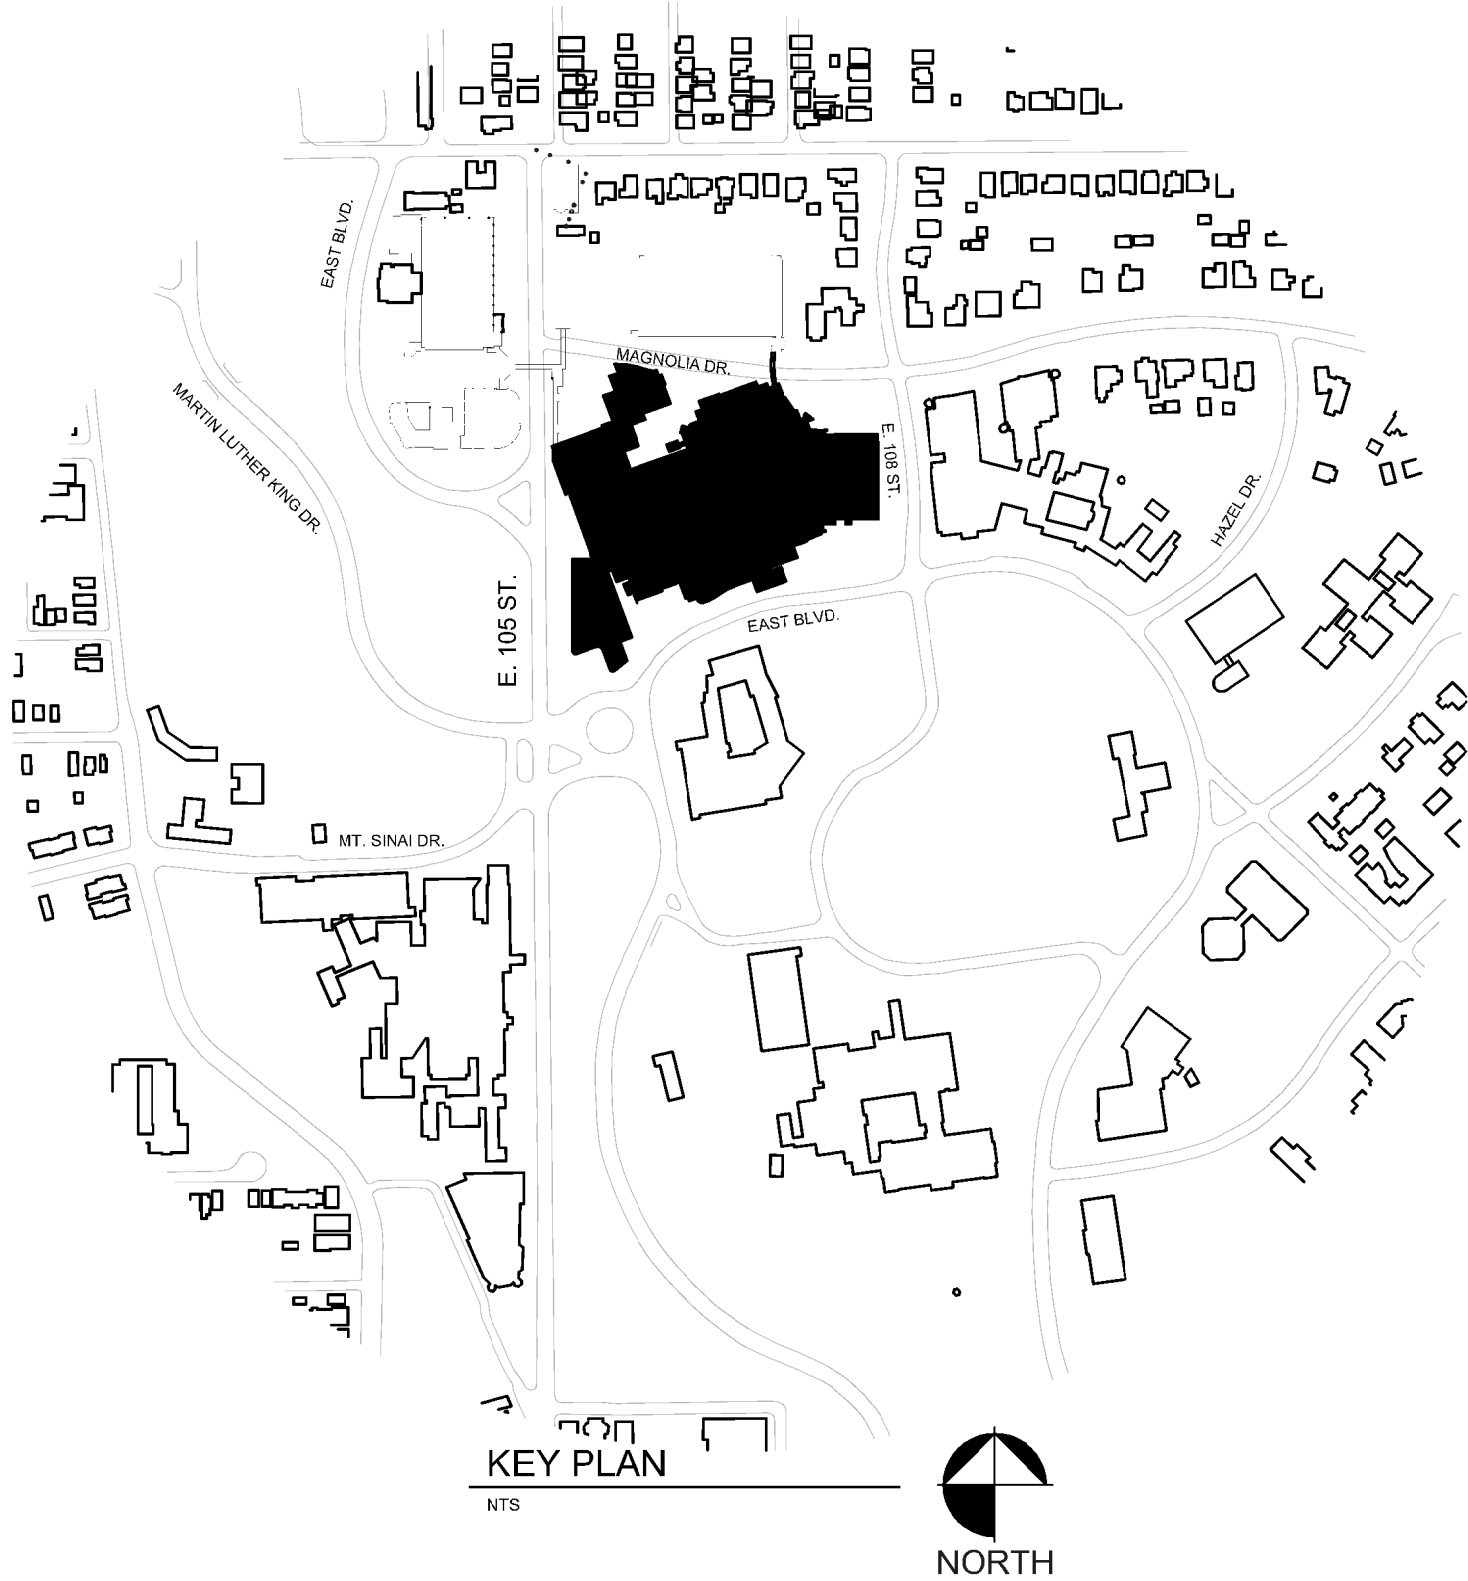 EAST BLVD.
MAGNOLIA DR.
MARTIN LUTHER KING DR.
E. 108 ST.
HAZEL DR.
E. 105 ST.
EAST BLVD.
MT. SINAI DR.
KEY PLAN
NTS
NORTH